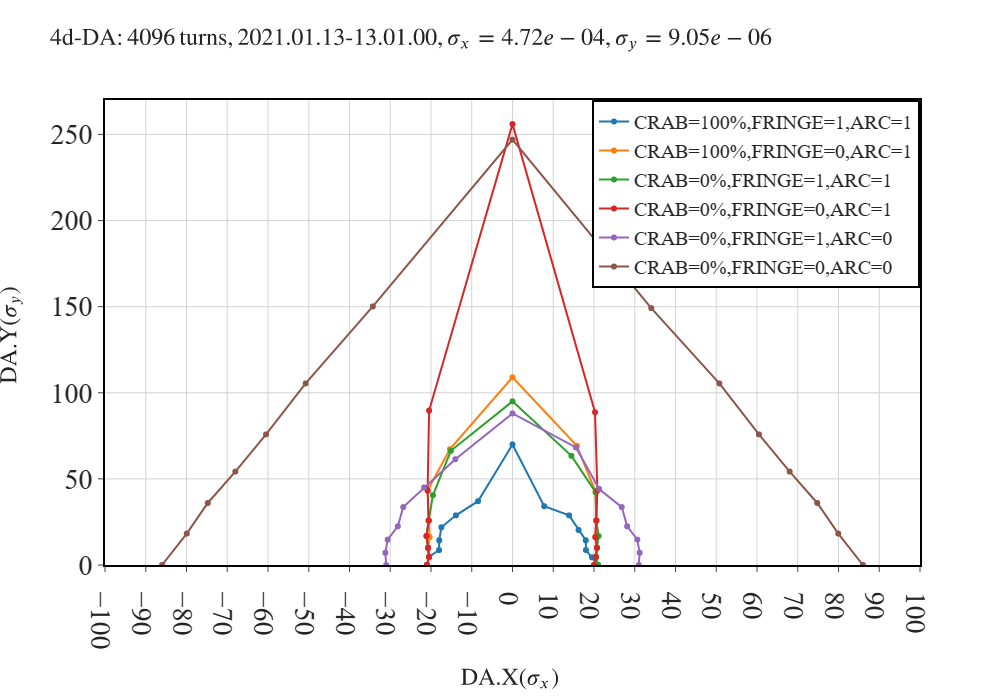 4d-DA: 4096 turns, 2021.01.13-13.01.00, σx = 4.72e − 04, σy = 9.05e − 06
CRAB=100%,FRINGE=1,ARC=1
CRAB=100%,FRINGE=0,ARC=1
CRAB=0%,FRINGE=1,ARC=1
CRAB=0%,FRINGE=0,ARC=1
CRAB=0%,FRINGE=1,ARC=0
CRAB=0%,FRINGE=0,ARC=0
DA.Y(σy)
250
200
150
100
50
0
−100 −90 −80 −70 −60 −50 −40 −30 −20 −10 0 10 20 30 40 50 60 70 80 90 100
DA.X(σx)